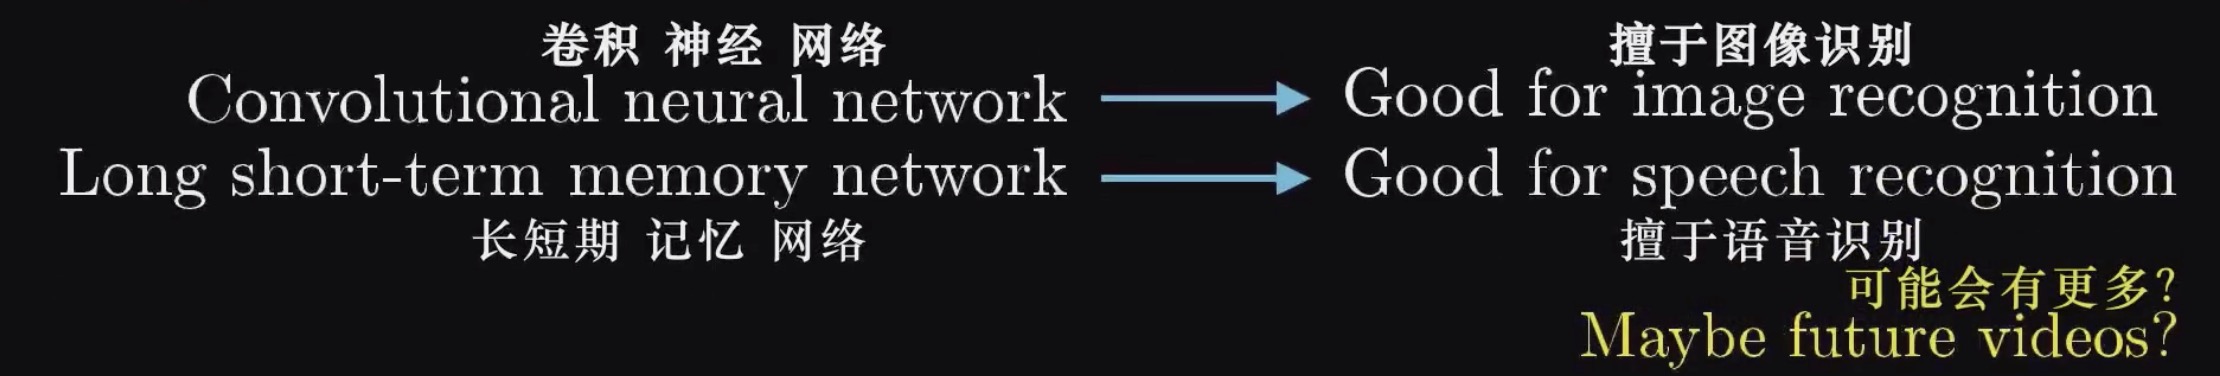 卷积 神经 网络
擅于图像识别
Convolutional neural network
Good for image recognition
Long short-term memory network
Good for speech recognition
长短期 记忆 网络
擅于语音识别
可能会有更多?
Maybe future videos?